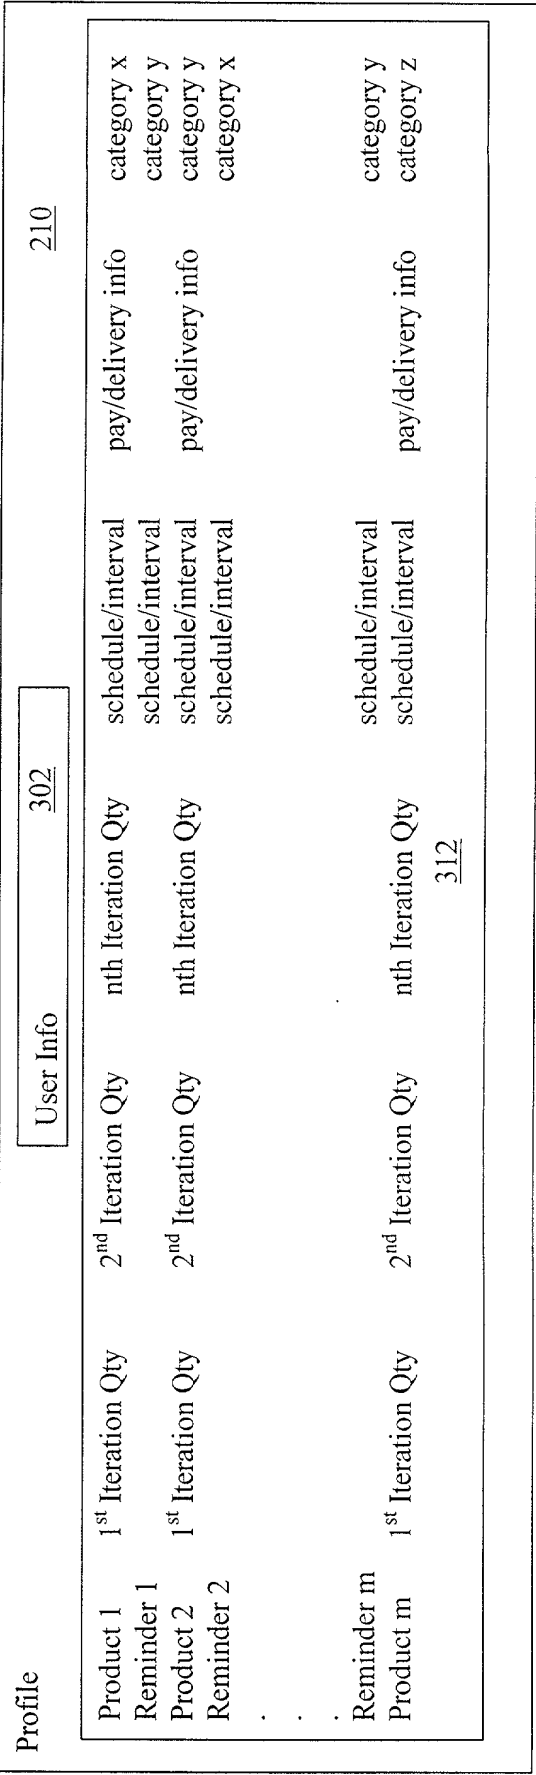 Profile
User Info 302
210
Product 1 1st Iteration Qty 2nd Iteration Qty nth Iteration Qty schedule/interval pay/delivery info category x
Reminder 1 schedule/interval category y
Product 2 1st Iteration Qty 2nd Iteration Qty nth Iteration Qty schedule/interval pay/delivery info category y
Reminder 2 schedule/interval category x
.
.
.
Reminder m schedule/interval category y
Product m 1st Iteration Qty 2nd Iteration Qty nth Iteration Qty schedule/interval pay/delivery info category z
312